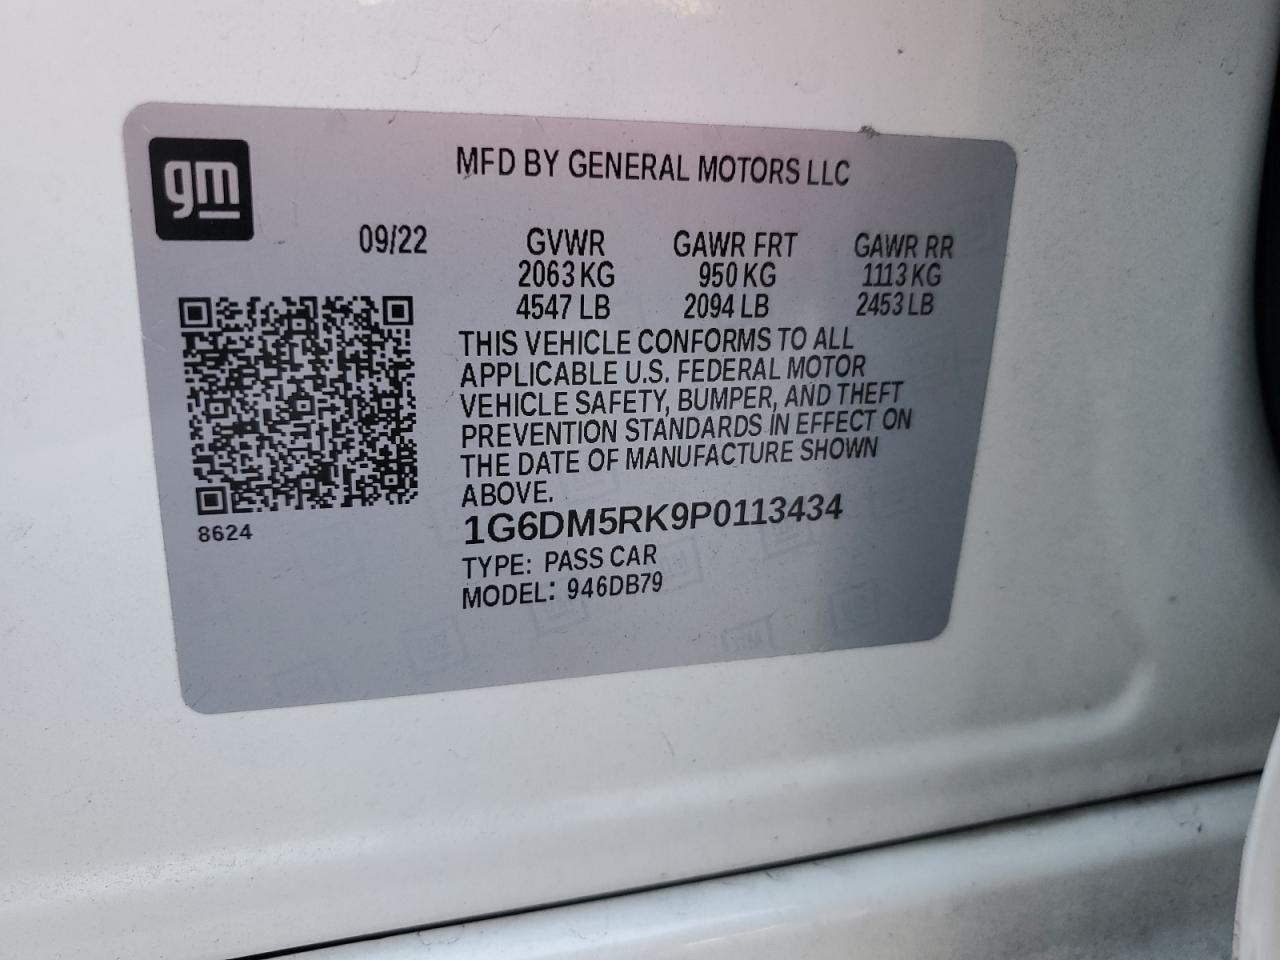 gm
MFD BY GENERAL MOTORS LLC
09/22 GVWR GAWR FRT GAWR RR
2063 KG 950 KG 1113 KG
4547 LB 2094 LB 2453 LB
THIS VEHICLE CONFORMS TO ALL
APPLICABLE U.S. FEDERAL MOTOR
VEHICLE SAFETY, BUMPER, AND THEFT
PREVENTION STANDARDS IN EFFECT ON
THE DATE OF MANUFACTURE SHOWN
ABOVE.
8624
1G6DM5RK9P0113434
TYPE: PASS CAR
MODEL: 946DB79